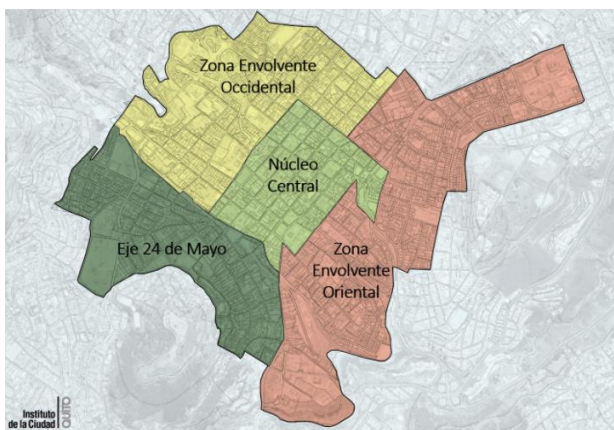 Zona Envolvente
Occidental
Núcleo
Central
Eje 24 de Mayo
Zona
Envolvente
Oriental
Instituto
de la Ciudad
QUITO